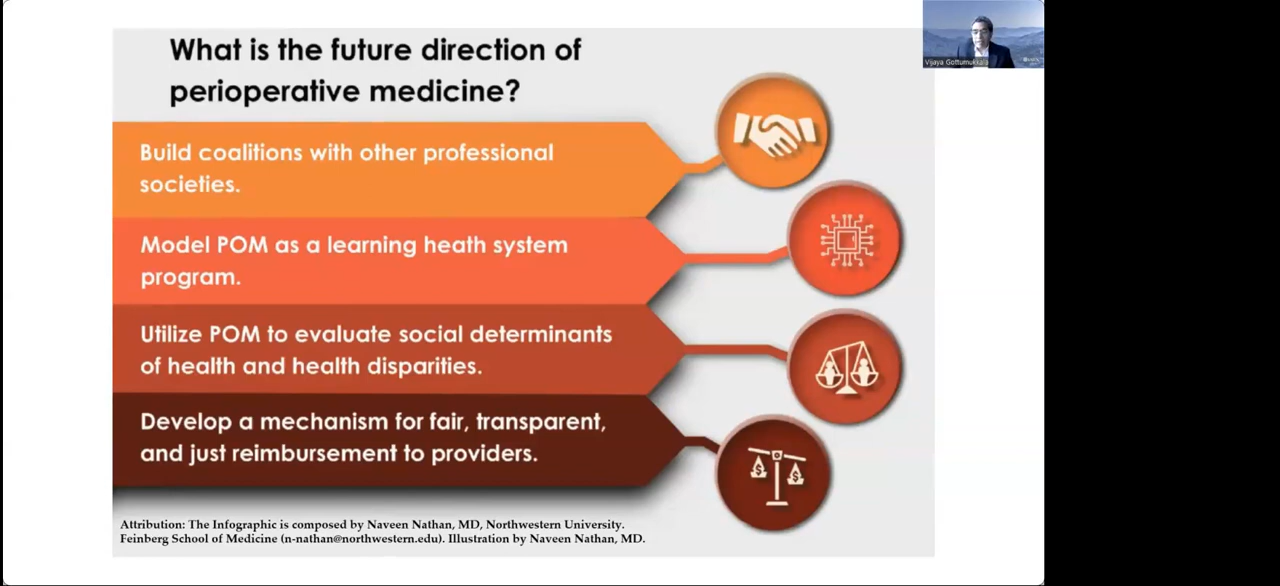 What is the future direction of
perioperative medicine?
Build coalitions with other professional
societies.
Model POM as a learning heath system
program.
Utilize POM to evaluate social determinants
of health and health disparities.
Develop a mechanism for fair, transparent,
and just reimbursement to providers.
$ $
Attribution: The Infographic is composed by Naveen Nathan, MD, Northwestern University.
Feinberg School of Medicine (n-nathan@northwestern.edu). Illustration by Naveen Nathan, MD.
Vijaya Gottumukkala